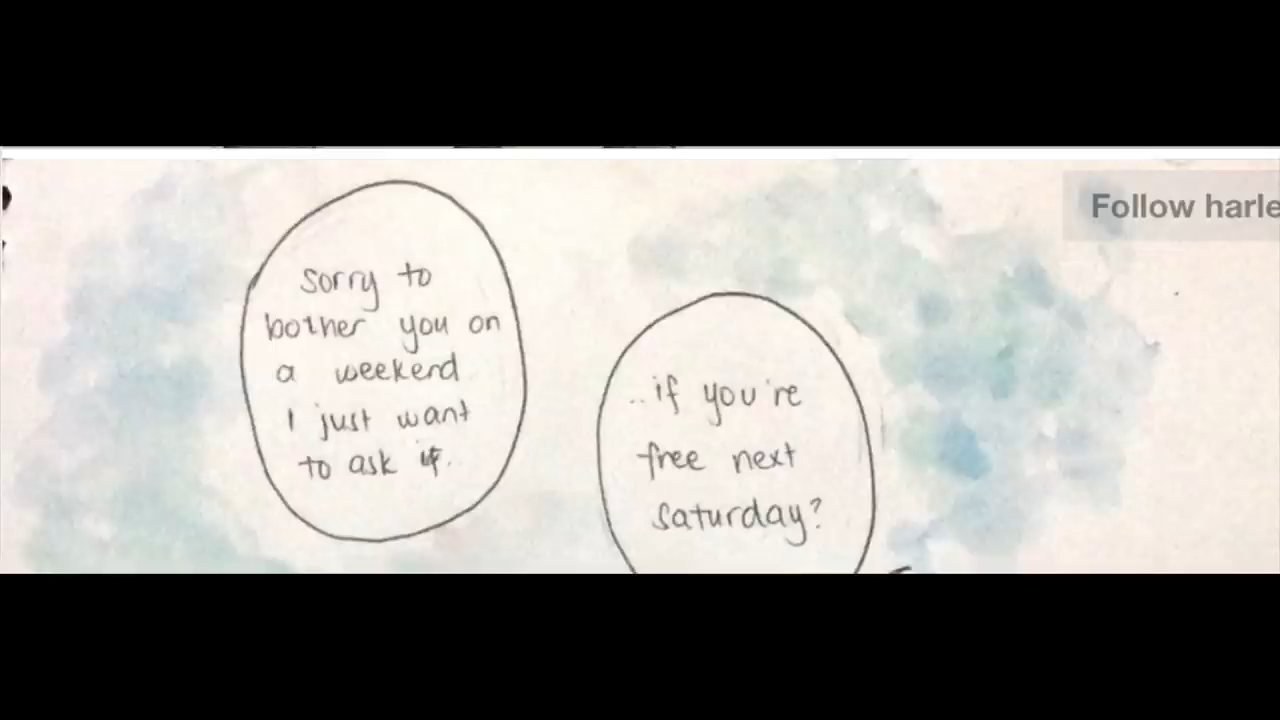 Follow harle
sorry to
bother you on
a weekend
I just want
to ask if.
..if you're
free next
saturday?